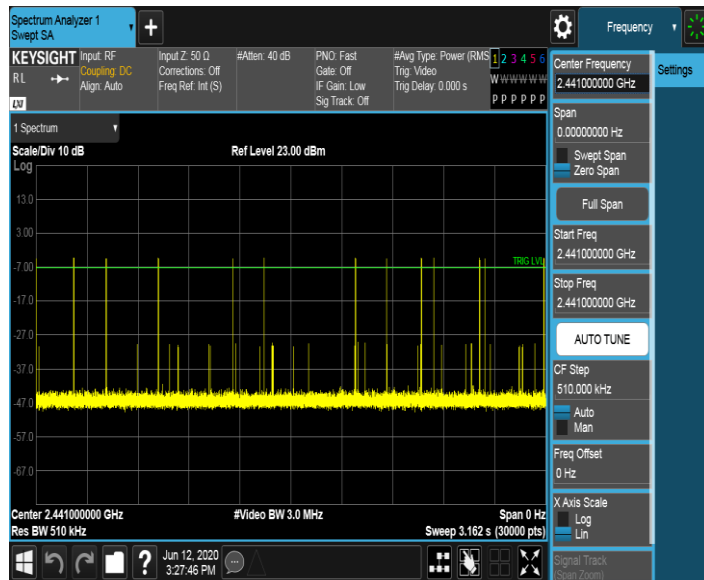 Spectrum Analyzer 1
Swept SA
+
Frequency
KEYSIGHT
RL
LXI
Input: RF
Coupling: DC
Align: Auto
Input Z: 50 Ω
Corrections: Off
Freq Ref: Int (S)
#Atten: 40 dB
PNO: Fast
Gate: Off
IF Gain: Low
Sig Track: Off
#Avg Type: Power (RMS
Trig: Video
Trig Delay: 0.000 s
1 2 3 4 5 6
W W W W W W
P P P P P P
1 Spectrum
Scale/Div 10 dB
Ref Level 23.00 dBm
Log
13.0
3.00
-7.00
-17.0
-27.0
-37.0
-47.0
-57.0
-67.0
TRIG LVL
Center 2.441000000 GHz
#Video BW 3.0 MHz
Span 0 Hz
Res BW 510 kHz
Sweep 3.162 s (30000 pts)
Center Frequency
2.441000000 GHz
Settings
Span
0.00000000 Hz
Swept Span
Zero Span
Full Span
Start Freq
2.441000000 GHz
Stop Freq
2.441000000 GHz
AUTO TUNE
CF Step
510.000 kHz
Auto
Man
Freq Offset
0 Hz
X Axis Scale
Log
Lin
Signal Track
(Span Zoom)
?
Jun 12, 2020
3:27:46 PM